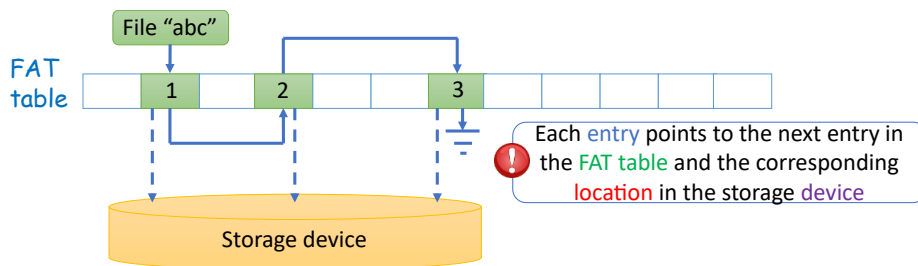 File “abc”
FAT
table
1
2
3
Each entry points to the next entry in
the FAT table and the corresponding
location in the storage device
!
Storage device